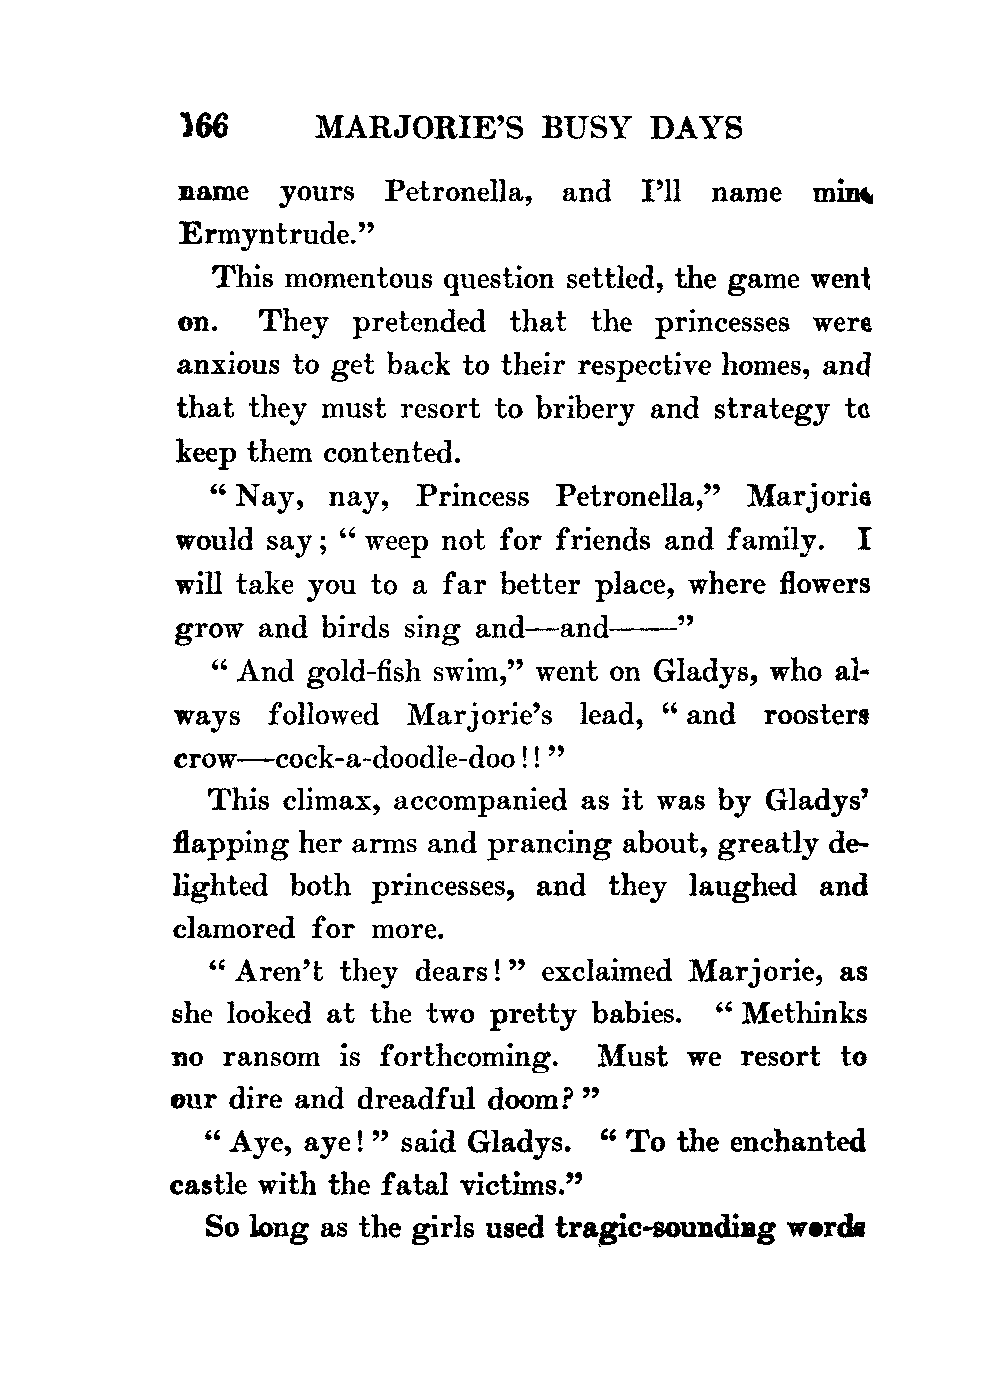 166 MARJORIE'S BUSY DAYS
name yours Petronella, and I'll name mine
Ermyntrude."
This momentous question settled, the game went
on. They pretended that the princesses were
anxious to get back to their respective homes, and
that they must resort to bribery and strategy to
keep them contented.
"Nay, nay, Princess Petronella," Marjorie
would say; "weep not for friends and family. I
will take you to a far better place, where flowers
grow and birds sing and—and——"
"And gold-fish swim," went on Gladys, who al-
ways followed Marjorie's lead, "and roosters
crow—cock-a-doodle-doo!!"
This climax, accompanied as it was by Gladys'
flapping her arms and prancing about, greatly de-
lighted both princesses, and they laughed and
clamored for more.
"Aren't they dears!" exclaimed Marjorie, as
she looked at the two pretty babies. "Methinks
no ransom is forthcoming. Must we resort to
our dire and dreadful doom?"
"Aye, aye!" said Gladys. "To the enchanted
castle with the fatal victims."
So long as the girls used tragic-sounding words